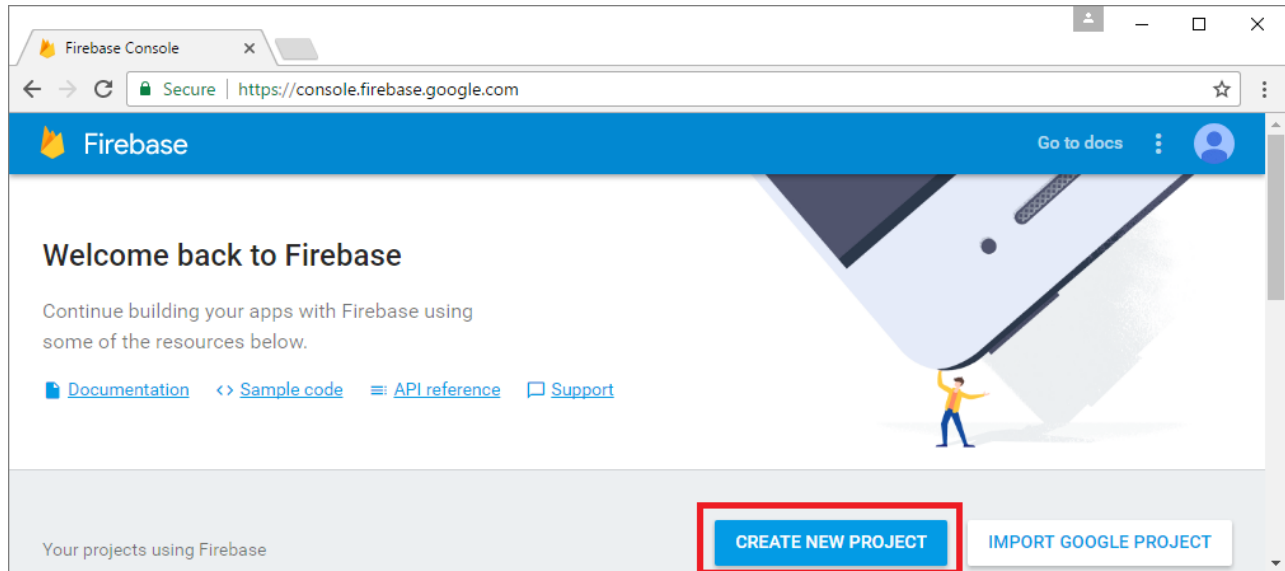 Firebase Console
Secure | https://console.firebase.google.com
Firebase
Go to docs
Welcome back to Firebase
Continue building your apps with Firebase using
some of the resources below.
Documentation <> Sample code API reference Support
Your projects using Firebase
CREATE NEW PROJECT
IMPORT GOOGLE PROJECT